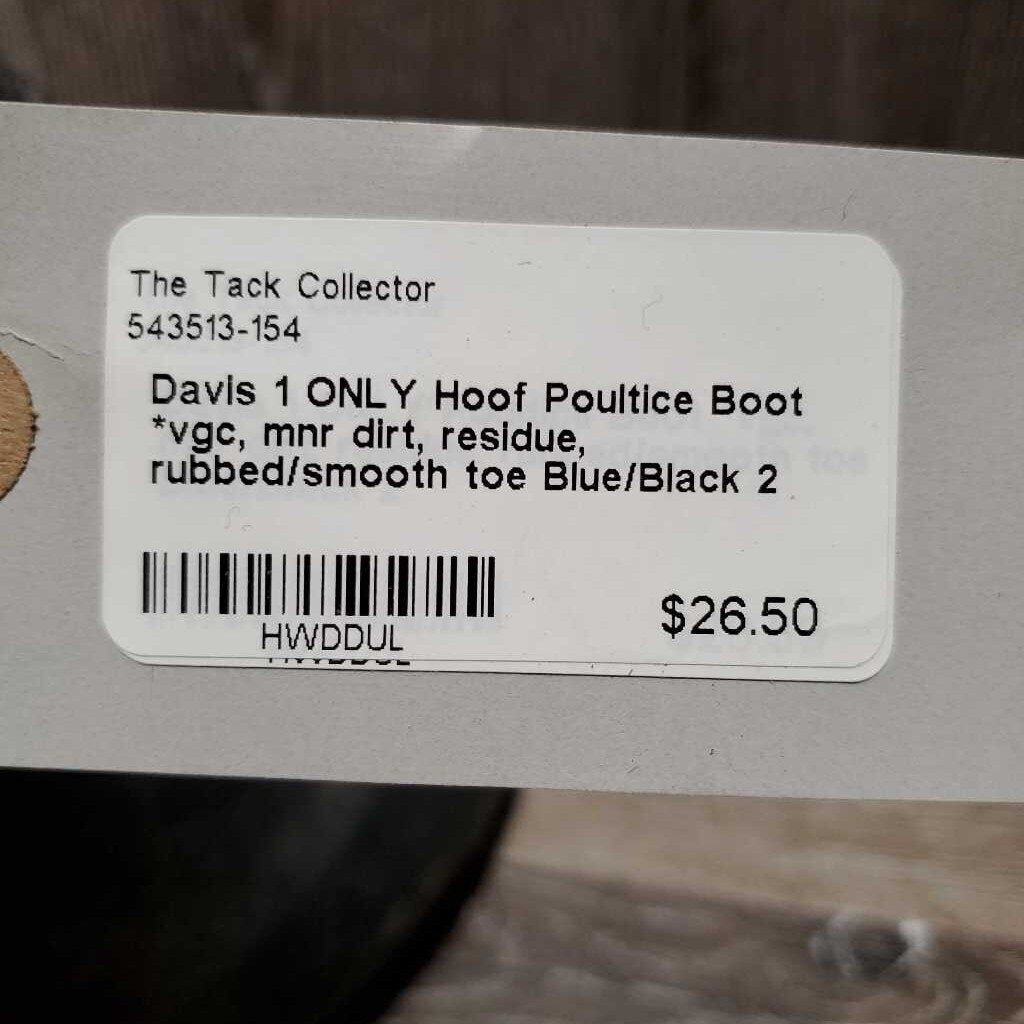 The Tack Collector
543513-154
Davis 1 ONLY Hoof Poultice Boot
*vgc, mnr dirt, residue,
rubbed/smooth toe Blue/Black 2
HWDDUL
$26.50